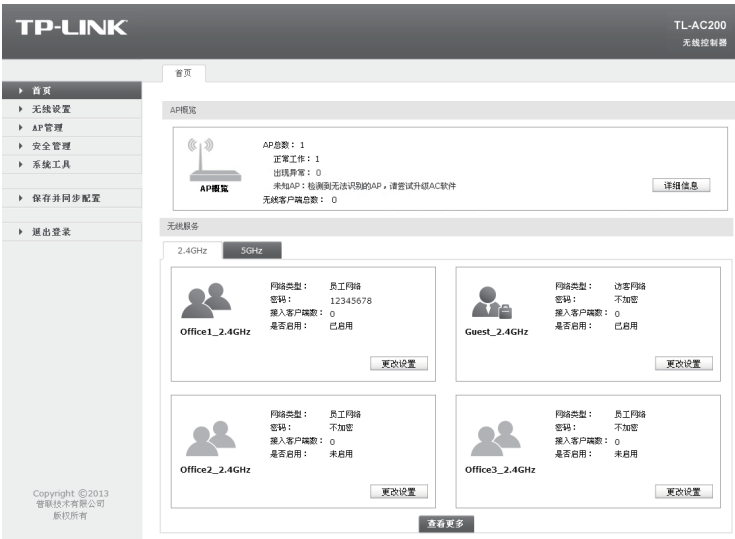 TP-LINK
TL-AC200
无线控制器
首页
首页
无线设置
AP管理
安全管理
系统工具
保存并同步配置
退出登录
AP概览
AP概览
AP总数： 1
正常工作： 1
出现异常： 0
未知AP：检测到无法识别的AP，请尝试升级AC软件
无线客户端总数： 0
详细信息
无线服务
2.4GHz 5GHz
Office1_2.4GHz
网络类型： 员工网络
密码： 12345678
接入客户端数： 0
是否启用： 已启用
更改设置
Guest_2.4GHz
网络类型： 访客网络
密码： 不加密
接入客户端数： 0
是否启用： 已启用
更改设置
Office2_2.4GHz
网络类型： 员工网络
密码： 不加密
接入客户端数： 0
是否启用： 未启用
更改设置
Office3_2.4GHz
网络类型： 员工网络
密码： 不加密
接入客户端数： 0
是否启用： 未启用
更改设置
查看更多
Copyright ©2013
普联技术有限公司
版权所有